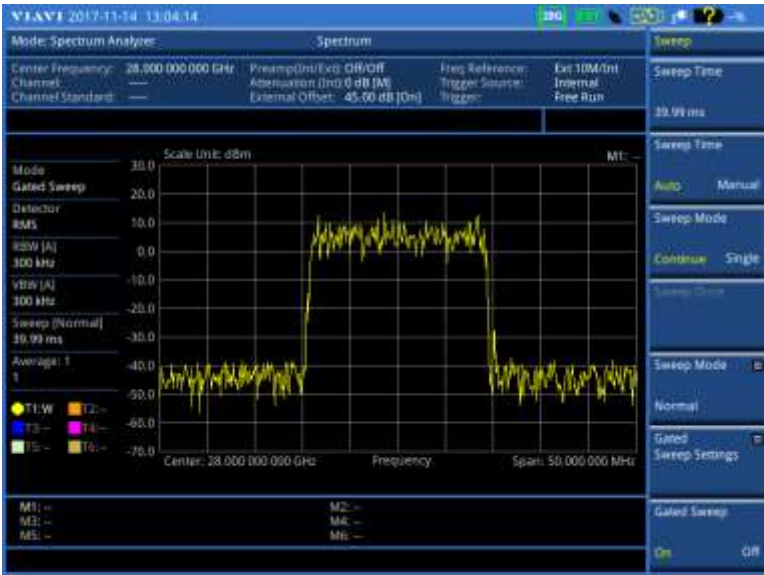 VIAVI 2017-11-14 13:04:14
Mode: Spectrum Analyzer Spectrum
Center Frequency: 28.000 000 000 GHz Preamp(Int/Ext): Off/Off Freq Reference: Ext 10M/Int
Channel: --- Attenuation (Int): 0 dB [M] Trigger Source: Internal
Channel Standard: --- External Offset: 45.00 dB [On] Trigger: Free Run
Scale Unit: dBm M1: --
Mode
Gated Sweep
Detector
RMS
RBW [A]
300 kHz
VBW [A]
300 kHz
Sweep [Normal]
39.99 ms
Average: 1
1
T1:W T2:--
T3:-- T4:--
T5:-- T6:--
30.0
20.0
10.0
0.0
-10.0
-20.0
-30.0
-40.0
-50.0
-60.0
-70.0
Center: 28.000 000 000 GHz Frequency Span: 50.000 000 MHz
M1: -- M2: --
M3: -- M4: --
M5: -- M6: --
Sweep
Sweep Time
39.99 ms
Sweep Time
Auto Manual
Sweep Mode
Continue Single
Sweep Once
Sweep Mode
Normal
Gated
Sweep Settings
Gated Sweep
On Off